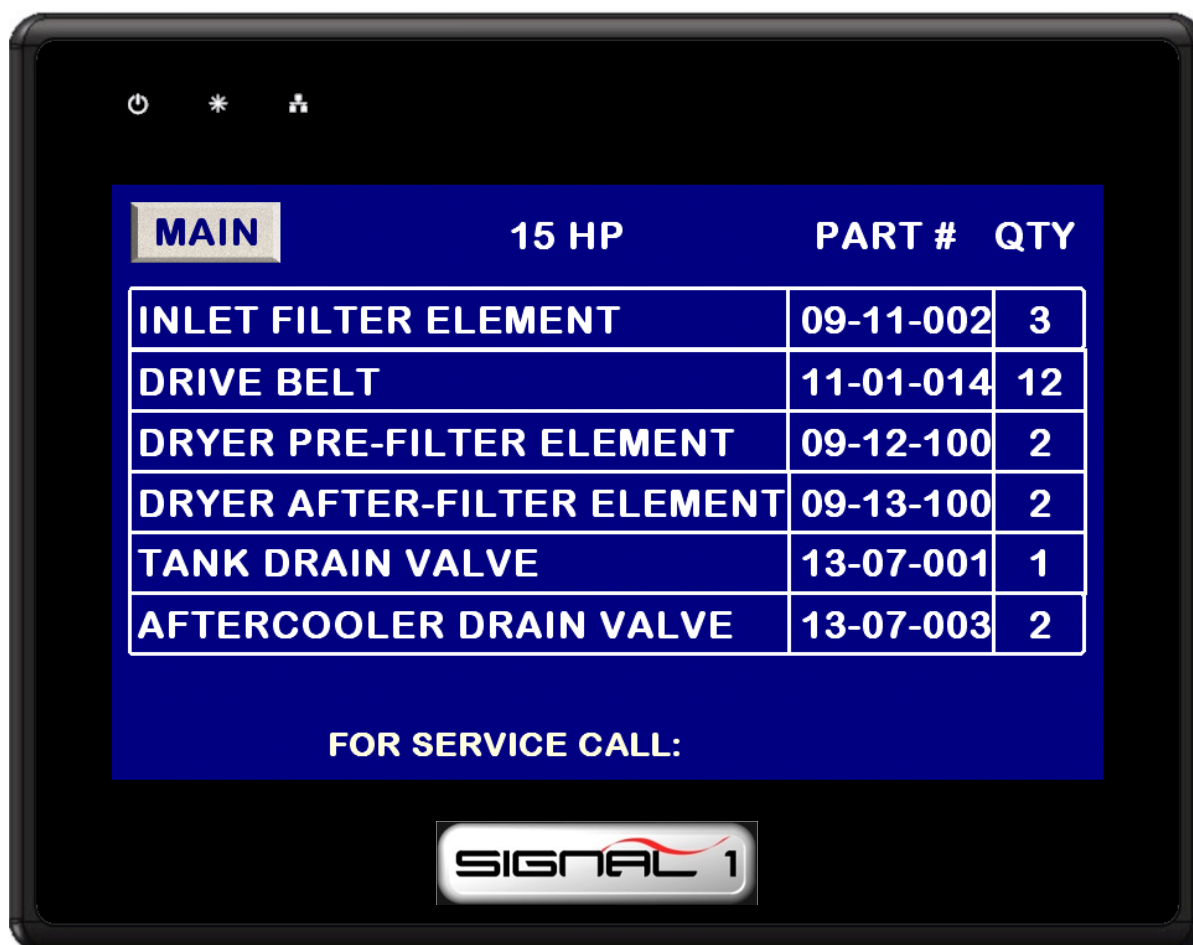 MAIN 15 HP PART # QTY
INLET FILTER ELEMENT 09-11-002 3
DRIVE BELT 11-01-014 12
DRYER PRE-FILTER ELEMENT 09-12-100 2
DRYER AFTER-FILTER ELEMENT 09-13-100 2
TANK DRAIN VALVE 13-07-001 1
AFTERCOOLER DRAIN VALVE 13-07-003 2
FOR SERVICE CALL:
SIGNAL 1